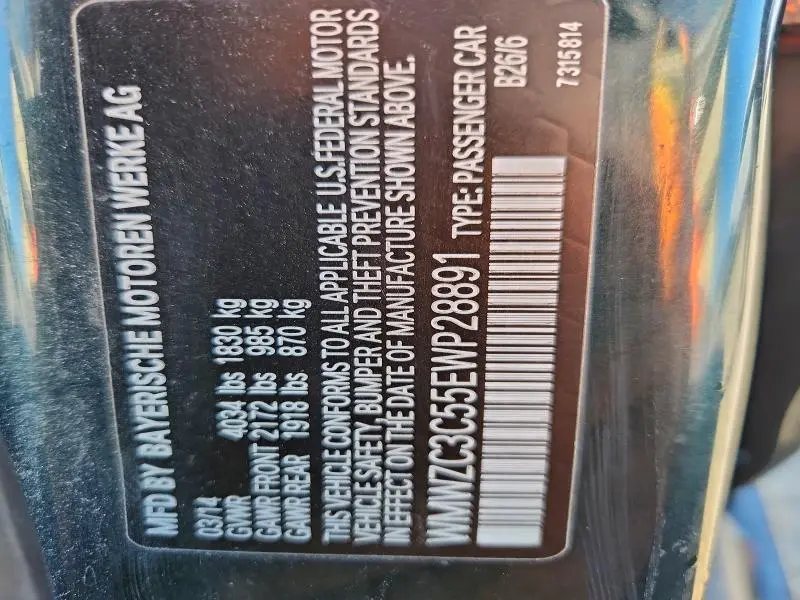 MFD BY BAYERISCHE MOTOREN WERKE AG
03/14
GVWR 4034 lbs 1830 kg
GAWR FRONT 2172 lbs 985 kg
GAWR REAR 1918 lbs 870 kg
THIS VEHICLE CONFORMS TO ALL APPLICABLE U.S. FEDERAL MOTOR
VEHICLE SAFETY, BUMPER AND THEFT PREVENTION STANDARDS
IN EFFECT ON THE DATE OF MANUFACTURE SHOWN ABOVE.
WMWZC3C55EWP28891 TYPE: PASSENGER CAR
B26/6
7315814